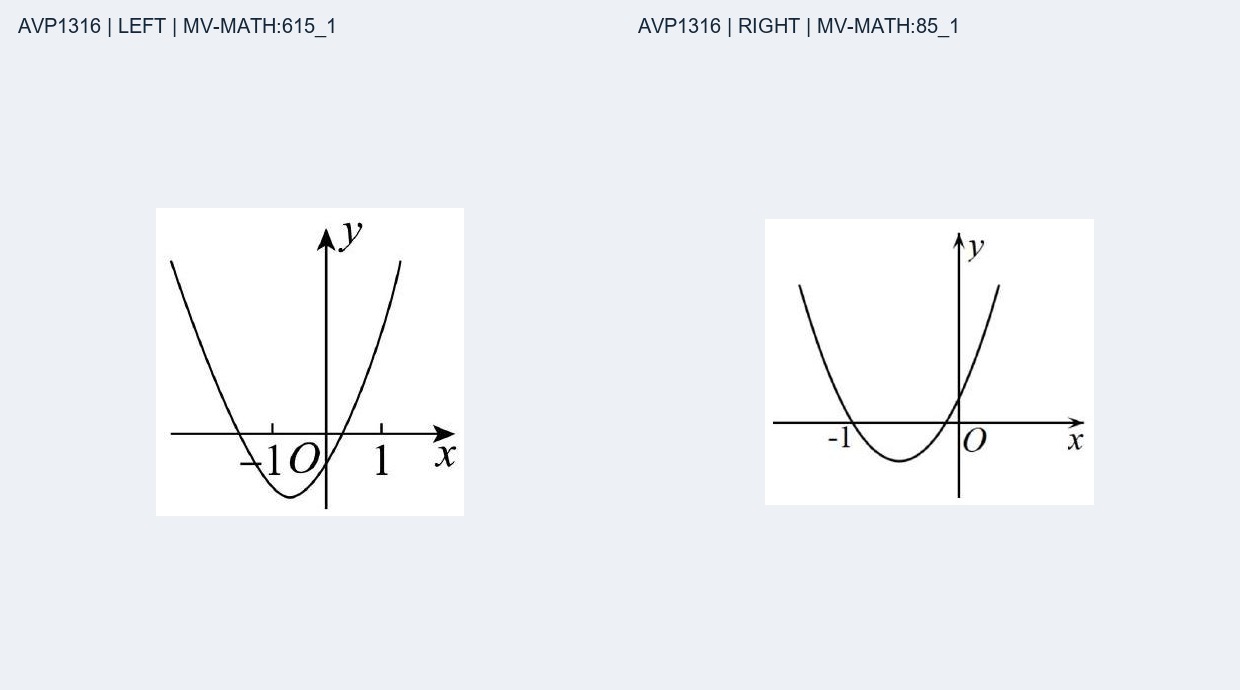 AVP1316 | LEFT | MV-MATH:615_1
AVP1316 | RIGHT | MV-MATH:85_1
y
-1 O 1 x
y
-1 O x